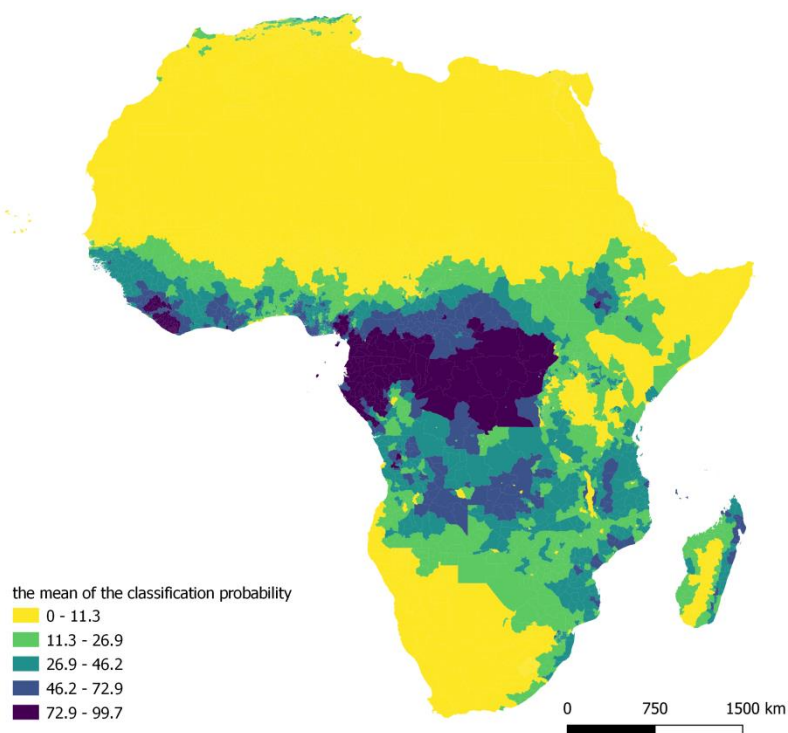 the mean of the classification probability
0 - 11.3
11.3 - 26.9
26.9 - 46.2
46.2 - 72.9
72.9 - 99.7
0 750 1500 km